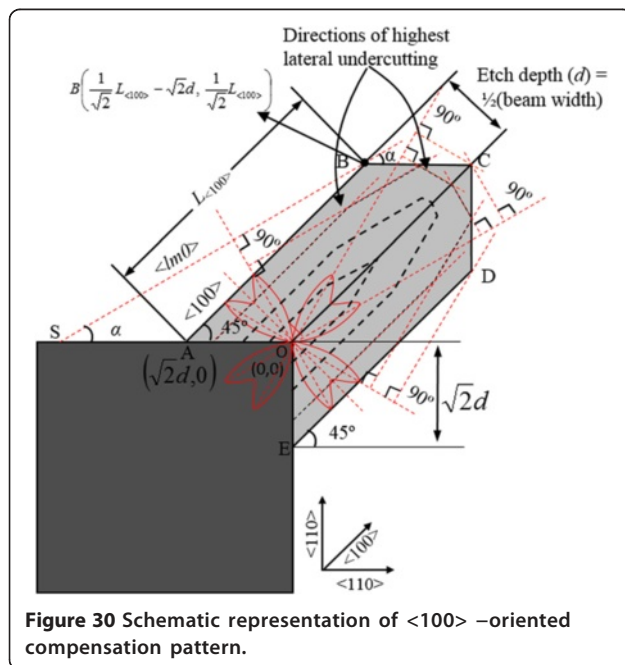 Directions of highest
lateral undercutting
Etch depth (d) =
½(beam width)
B(1/√2 L<100> − √2d, 1/√2 L<100>)
90°
B
α
C
L<100>
90°
90°
<lm0>
<100>
D
S
α
45°
A
O
(√2d,0)
(0,0)
90°
√2d
E
45°
<110>
<100>
<110>
Figure 30 Schematic representation of <100> –oriented
compensation pattern.